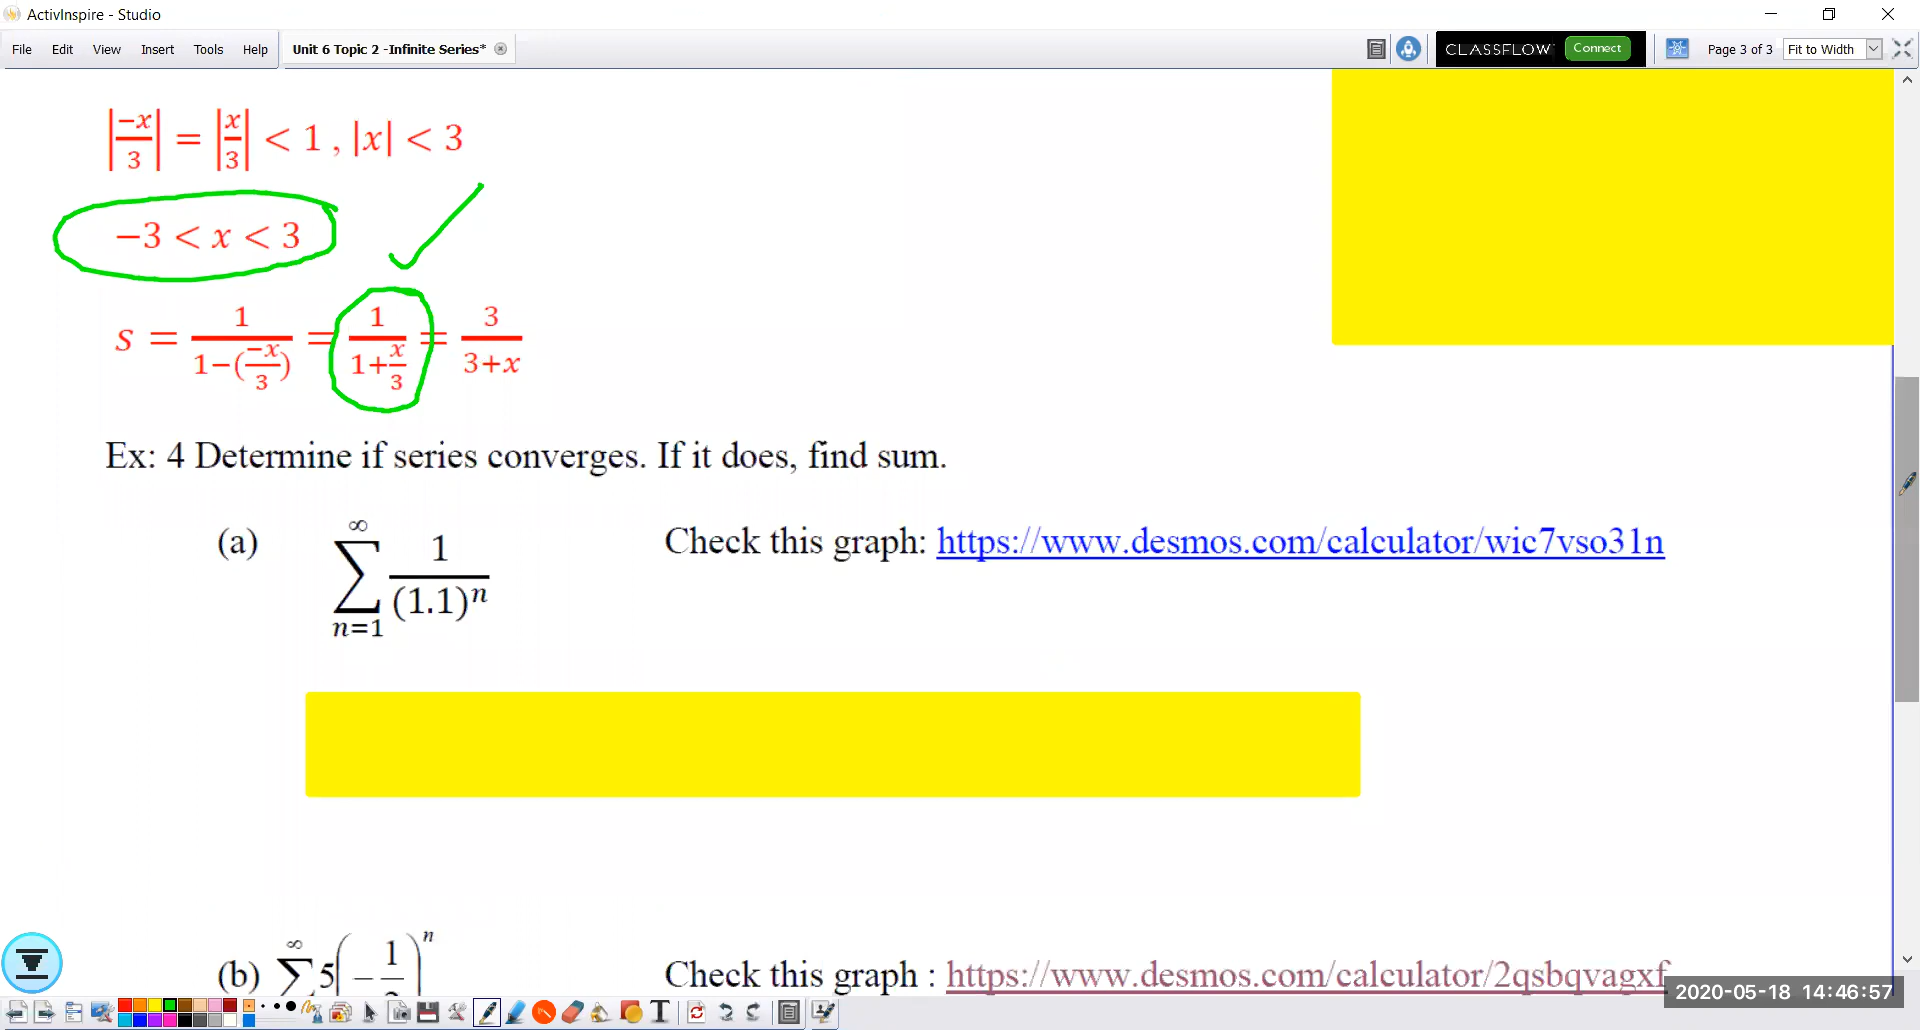 ActivInspire - Studio
File Edit View Insert Tools Help Unit 6 Topic 2 -Infinite Series* CLASSFLOW Connect Page 3 of 3 Fit to Width
|−x/3| = |x/3| < 1 , |x| < 3
−3 < x < 3
s = 1/(1−(−x/3)) = 1/(1+x/3) = 3/(3+x)
Ex: 4 Determine if series converges. If it does, find sum.
(a) ∑_{n=1}^{∞} 1/(1.1)^n Check this graph: https://www.desmos.com/calculator/wic7vso31n
(b) ∑^{∞} 5(−1/ )^n Check this graph : https://www.desmos.com/calculator/2qsbqvagxf
2020-05-18 14:46:57